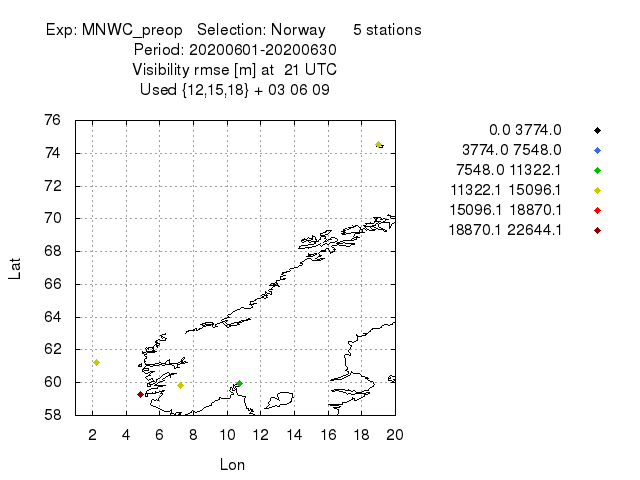 Exp: MNWC_preop   Selection: Norway      5 stations
Period: 20200601-20200630
Visibility rmse [m] at  21 UTC
Used {12,15,18} + 03 06 09
76
74
72
70
68
66
64
62
60
58
Lat
2 4 6 8 10 12 14 16 18 20
Lon
0.0 3774.0
3774.0 7548.0
7548.0 11322.1
11322.1 15096.1
15096.1 18870.1
18870.1 22644.1